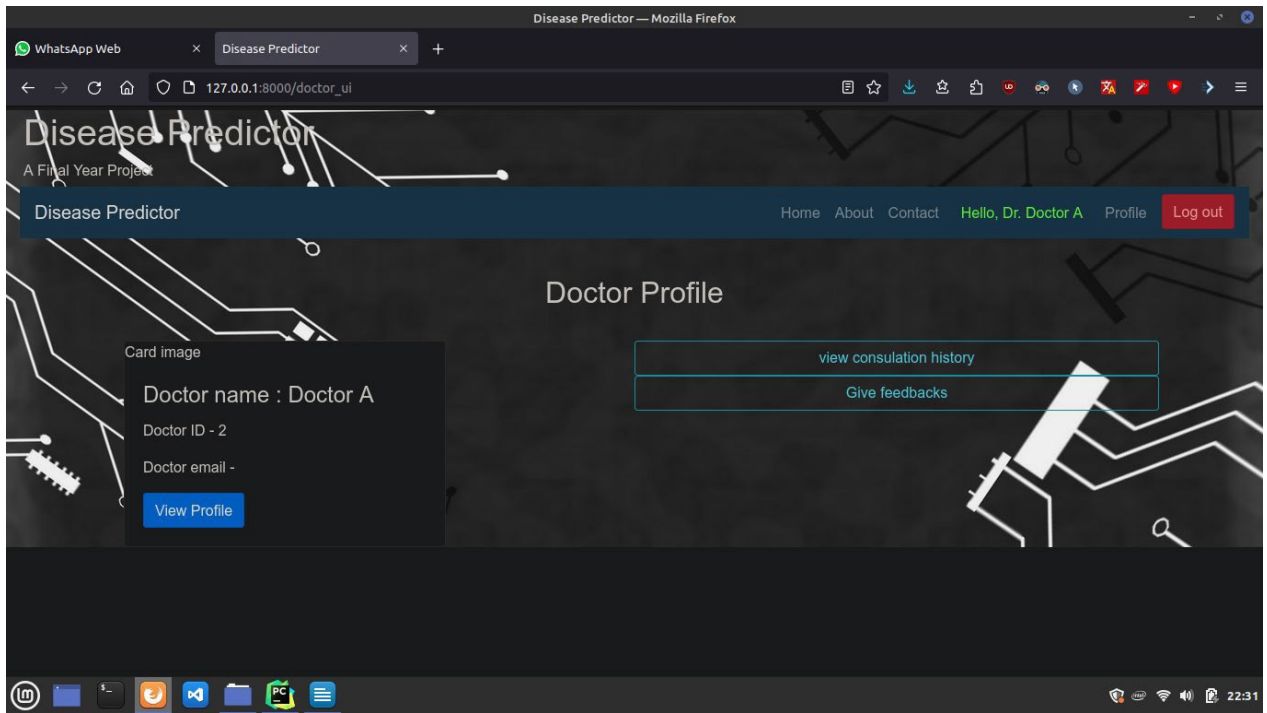 Disease Predictor — Mozilla Firefox
WhatsApp Web
Disease Predictor
127.0.0.1:8000/doctor_ui
Disease Predictor
A Final Year Project
Disease Predictor
Home About Contact Hello, Dr. Doctor A Profile Log out
Doctor Profile
Card image
view consulation history
Doctor name : Doctor A
Give feedbacks
Doctor ID - 2
Doctor email -
View Profile
22:31